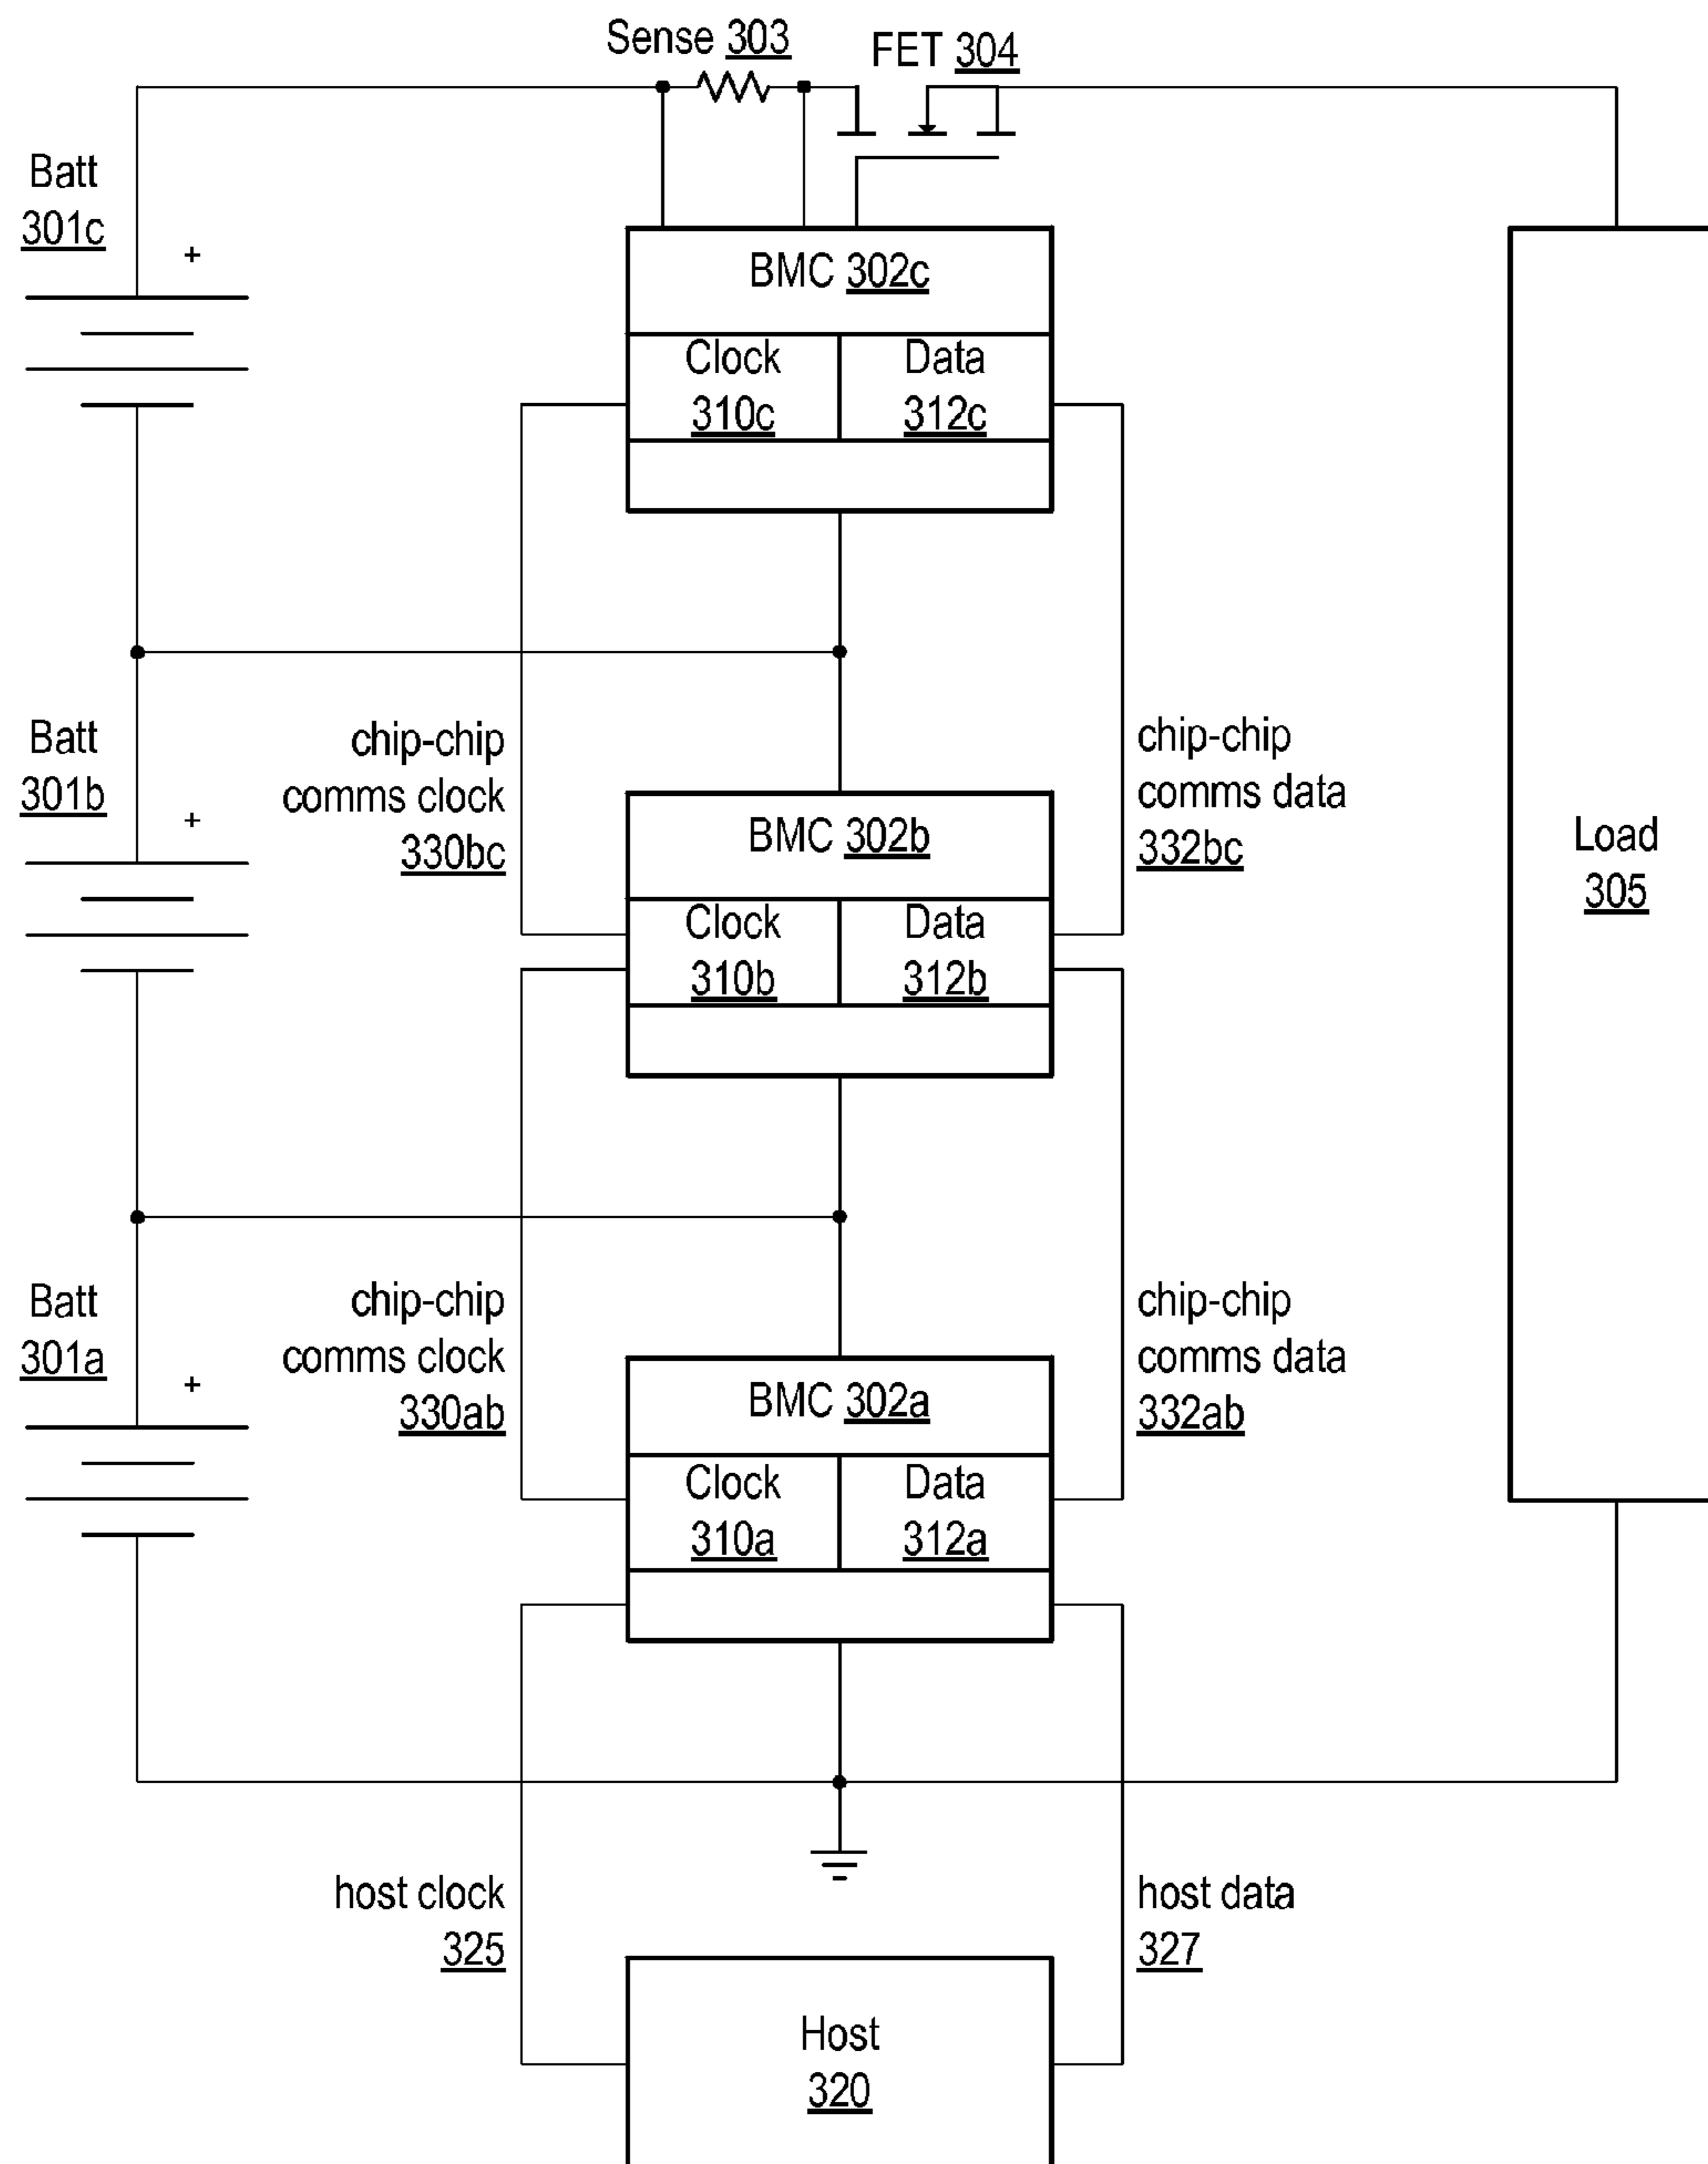 Sense 303
FET 304
Batt
301c
+
BMC 302c
Clock
310c
Data
312c
Batt
301b
+
chip-chip
comms clock
330bc
BMC 302b
Clock
310b
Data
312b
chip-chip
comms data
332bc
Load
305
Batt
301a
+
chip-chip
comms clock
330ab
BMC 302a
Clock
310a
Data
312a
chip-chip
comms data
332ab
host clock
325
host data
327
Host
320